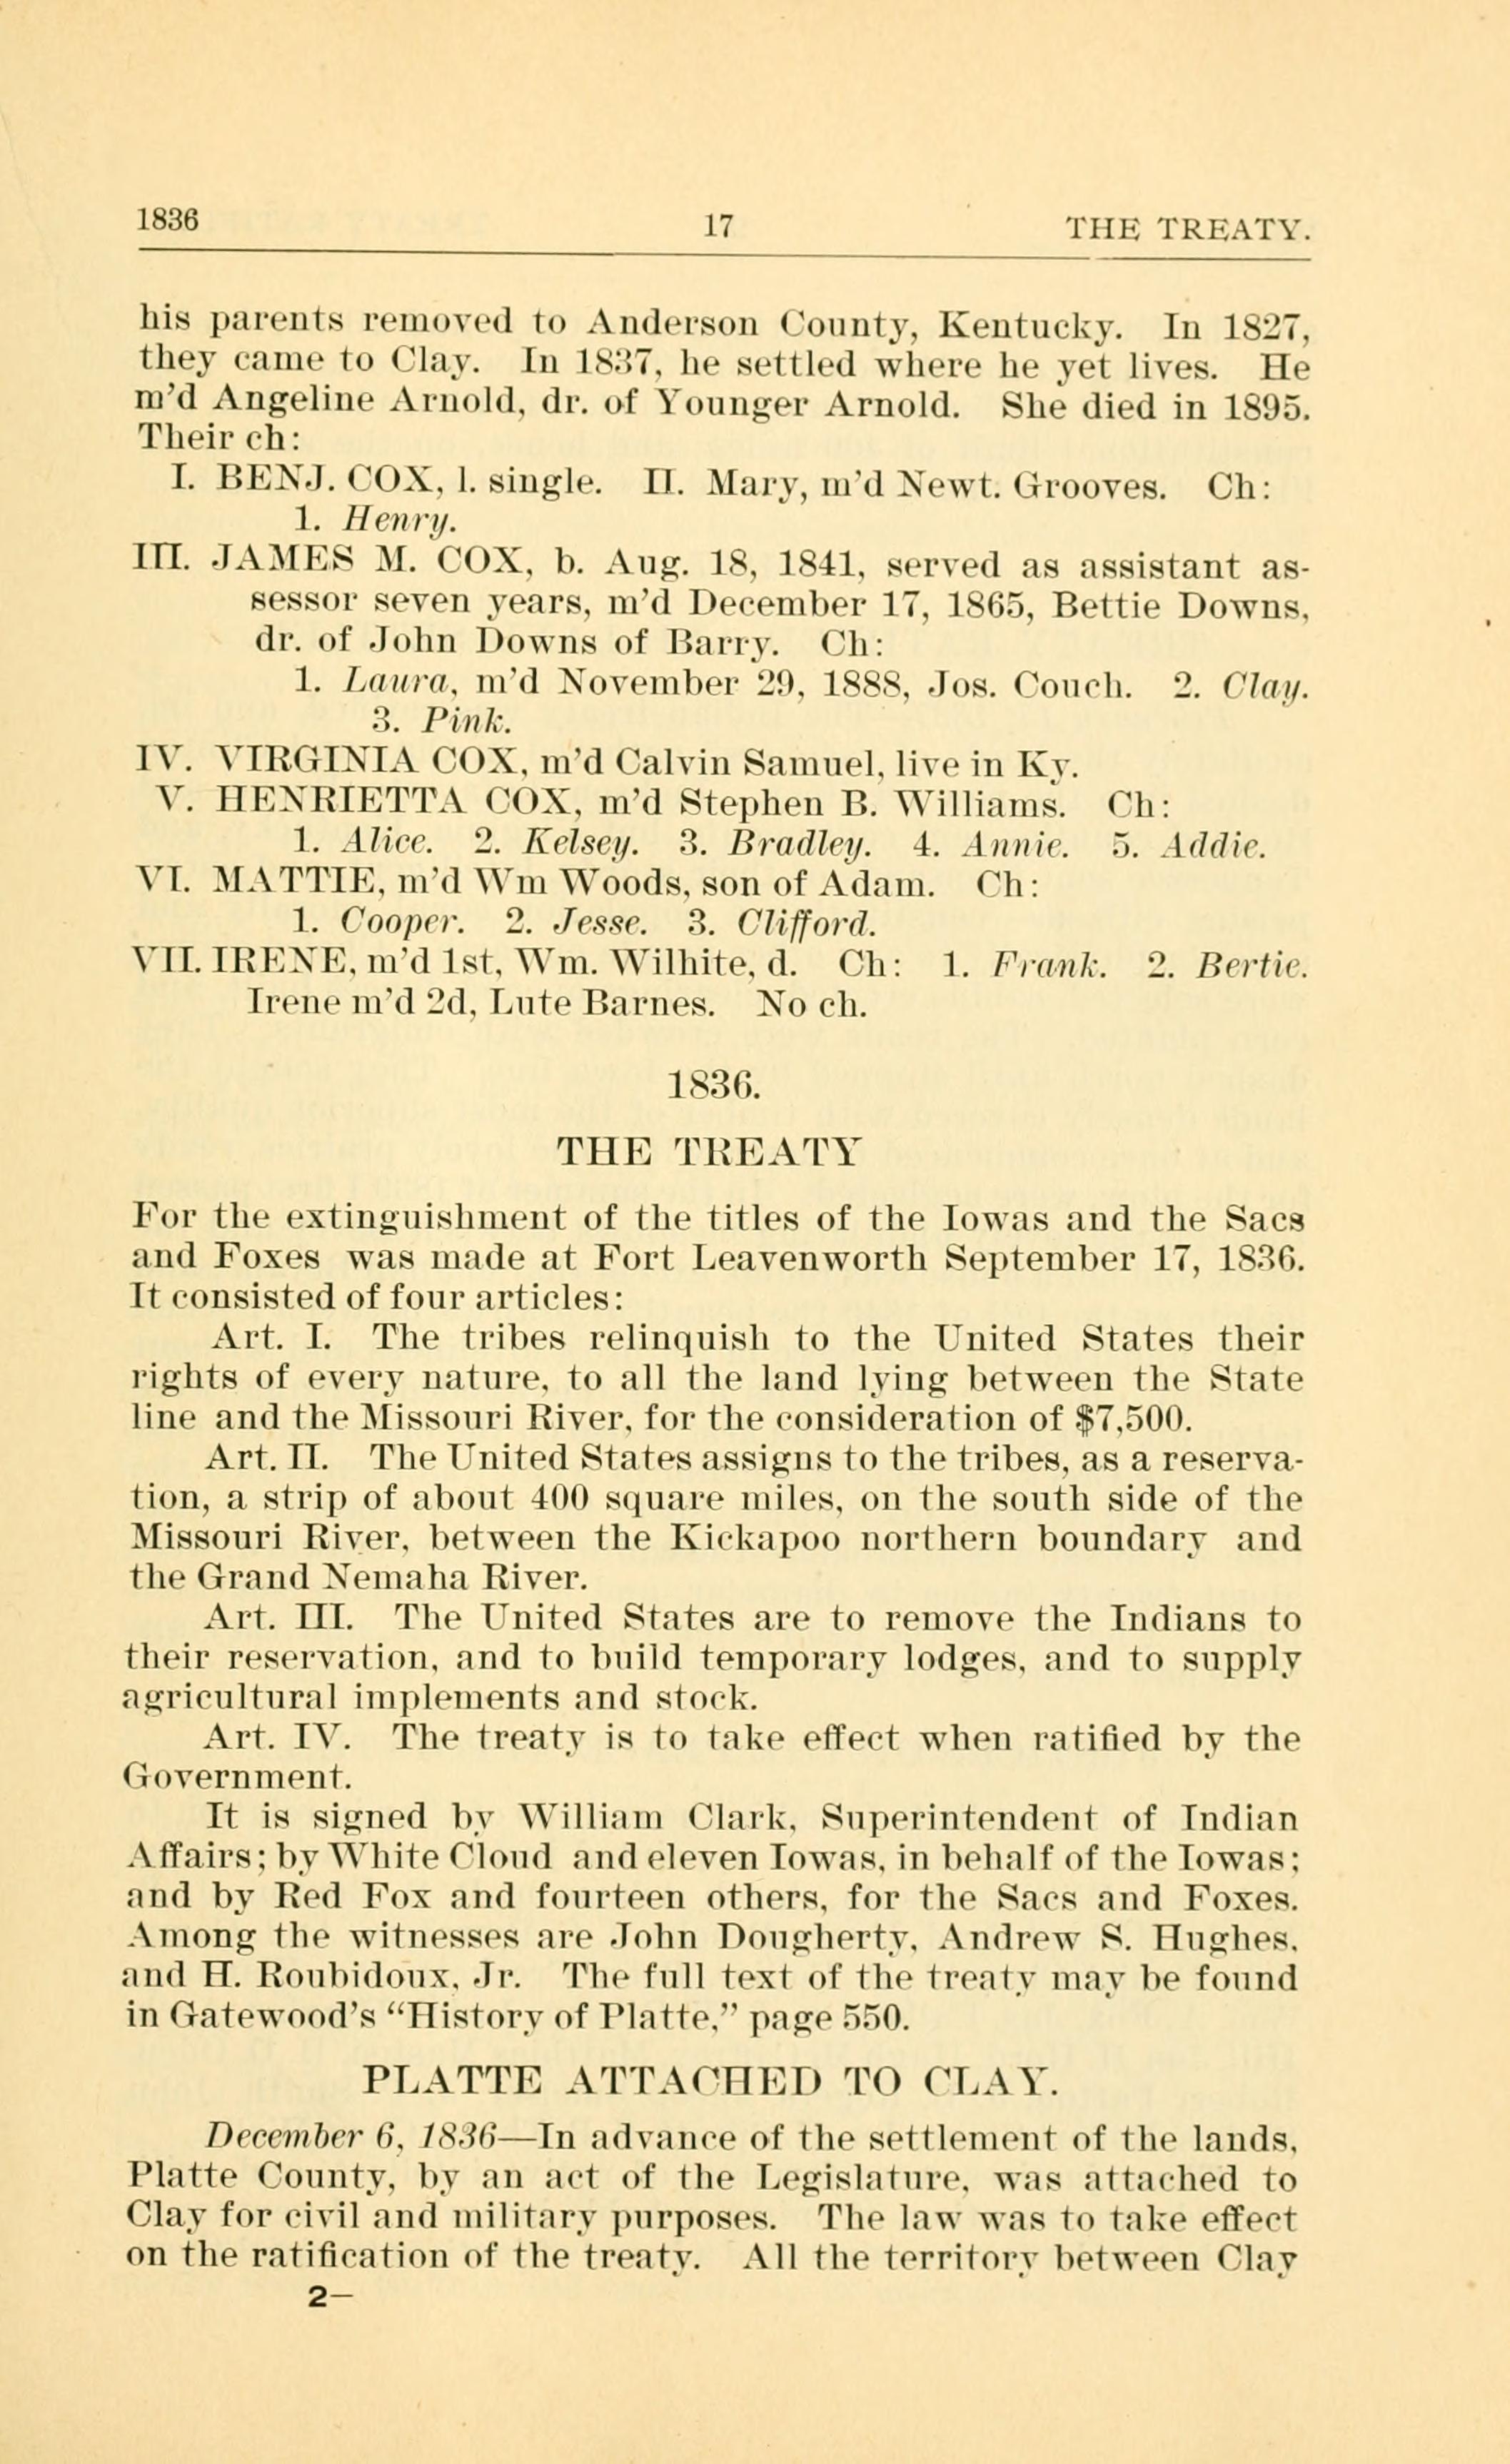 1836 17 THE TREATY.
his parents removed to Anderson County, Kentucky. In 1827,
they came to Clay. In 1837, he settled where he yet lives. He
m'd Angeline Arnold, dr. of Younger Arnold. She died in 1895.
Their ch:
I. BENJ. COX, l. single. II. Mary, m'd Newt. Grooves. Ch:
1. Henry.
III. JAMES M. COX, b. Aug. 18, 1841, served as assistant as-
sessor seven years, m'd December 17, 1865, Bettie Downs,
dr. of John Downs of Barry. Ch:
1. Laura, m'd November 29, 1888, Jos. Couch. 2. Clay.
3. Pink.
IV. VIRGINIA COX, m'd Calvin Samuel, live in Ky.
V. HENRIETTA COX, m'd Stephen B. Williams. Ch:
1. Alice. 2. Kelsey. 3. Bradley. 4. Annie. 5. Addie.
VI. MATTIE, m'd Wm Woods, son of Adam. Ch:
1. Cooper. 2. Jesse. 3. Clifford.
VII. IRENE, m'd 1st, Wm. Wilhite, d. Ch: 1. Frank. 2. Bertie.
Irene m'd 2d, Lute Barnes. No ch.
1836.
THE TREATY
For the extinguishment of the titles of the Iowas and the Sacs
and Foxes was made at Fort Leavenworth September 17, 1836.
It consisted of four articles:
Art. I. The tribes relinquish to the United States their
rights of every nature, to all the land lying between the State
line and the Missouri River, for the consideration of $7,500.
Art. II. The United States assigns to the tribes, as a reserva-
tion, a strip of about 400 square miles, on the south side of the
Missouri River, between the Kickapoo northern boundary and
the Grand Nemaha River.
Art. III. The United States are to remove the Indians to
their reservation, and to build temporary lodges, and to supply
agricultural implements and stock.
Art. IV. The treaty is to take effect when ratified by the
Government.
It is signed by William Clark, Superintendent of Indian
Affairs; by White Cloud and eleven Iowas, in behalf of the Iowas;
and by Red Fox and fourteen others, for the Sacs and Foxes.
Among the witnesses are John Dougherty, Andrew S. Hughes,
and H. Roubidoux, Jr. The full text of the treaty may be found
in Gatewood's "History of Platte," page 550.
PLATTE ATTACHED TO CLAY.
December 6, 1836—In advance of the settlement of the lands,
Platte County, by an act of the Legislature, was attached to
Clay for civil and military purposes. The law was to take effect
on the ratification of the treaty. All the territory between Clay
2—